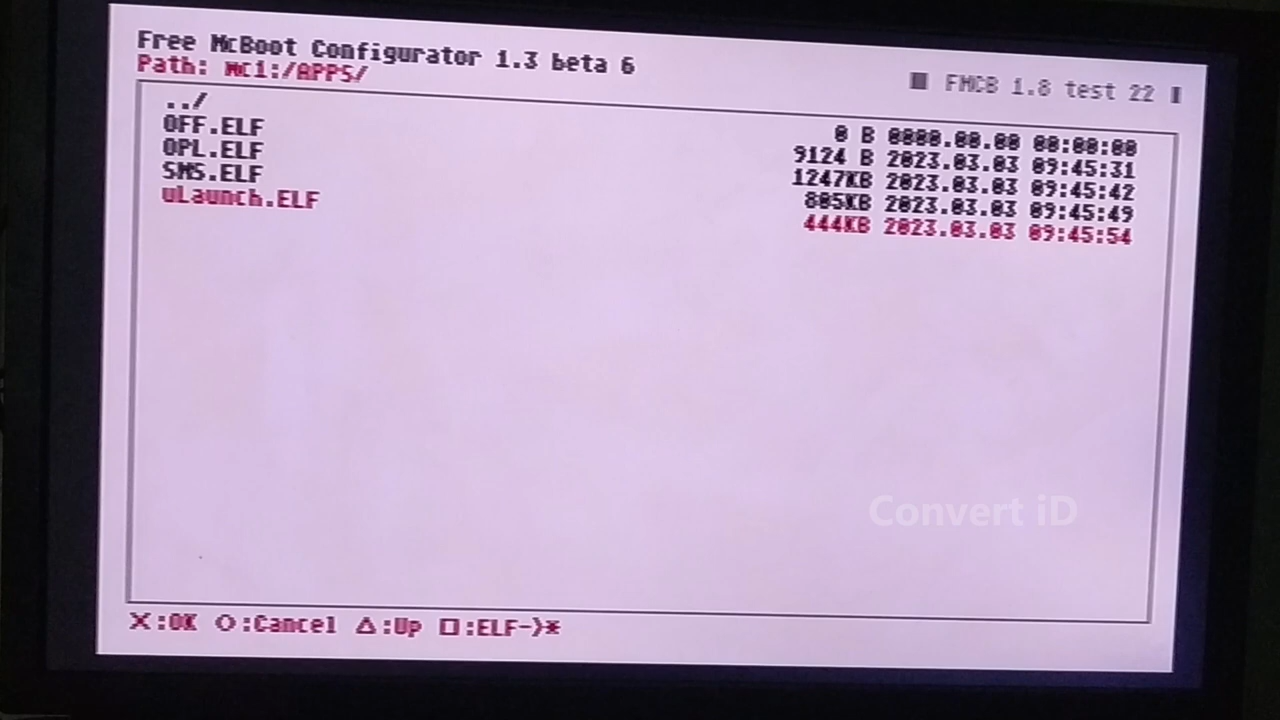 Free McBoot Configurator 1.3 beta 6
Path: mc1:/APPS/
FMCB 1.8 test 22
../ 0 B 0000.00.00 00:00:00
OFF.ELF 9124 B 2023.03.03 09:45:31
OPL.ELF 1247KB 2023.03.03 09:45:42
SMS.ELF 805KB 2023.03.03 09:45:49
uLaunch.ELF 444KB 2023.03.03 09:45:54
Convert iD
X:OK O:Cancel △:Up □:ELF->*